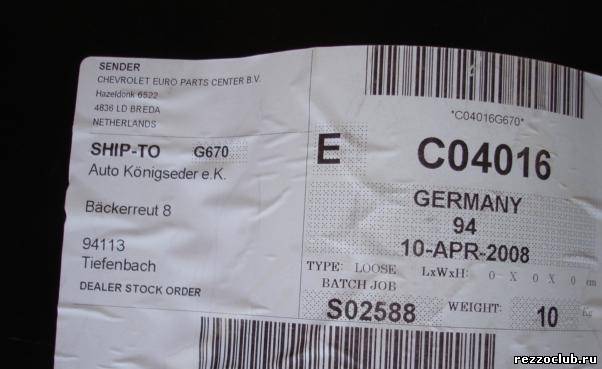 SENDER
CHEVROLET EURO PARTS CENTER B.V.
Hazeldonk 6522
4836 LD BREDA
NETHERLANDS
SHIP-TO G670
Auto Königseder e.K.
Bäckerreut 8
94113
Tiefenbach
DEALER STOCK ORDER
*C04016G670*
E C04016
GERMANY
94
10-APR-2008
TYPE: LOOSE LxWxH: 0 - X 0 X 0 cm
BATCH JOB
S02588 WEIGHT: 10 Kg
rezzoclub.ru